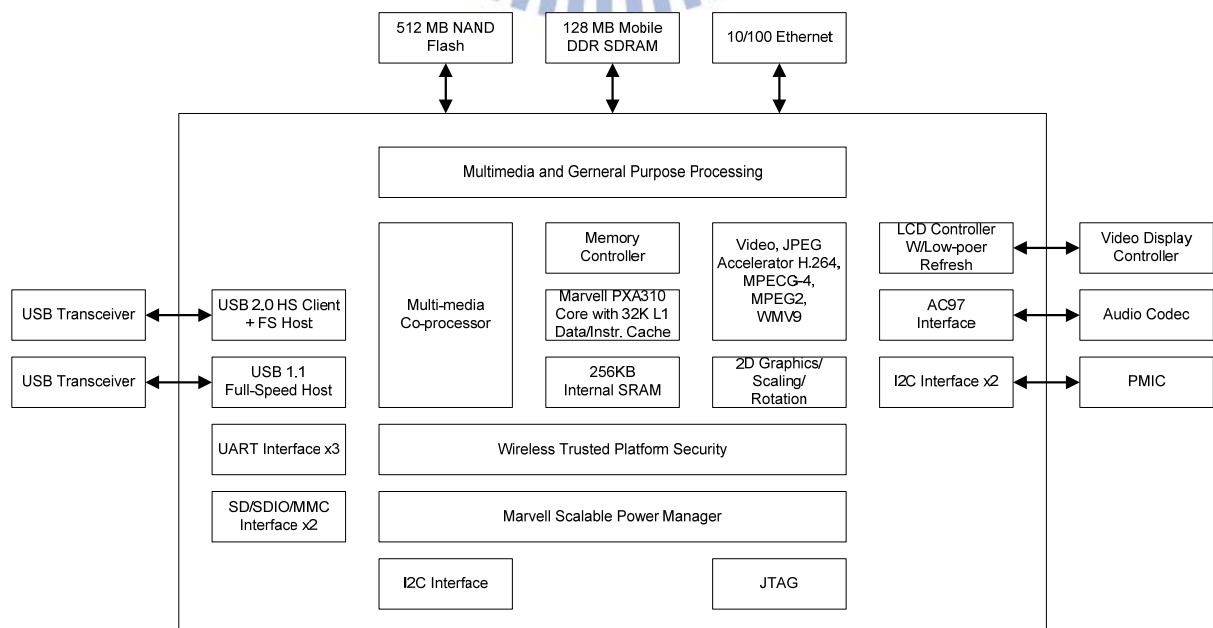 512 MB NAND
Flash
128 MB Mobile
DDR SDRAM
10/100 Ethernet
Multimedia and Gerneral Purpose Processing
Multi-media
Co-processor
Memory
Controller
Video, JPEG
Accelerator H.264,
MPECG-4,
MPEG2,
WMV9
LCD Controller
W/Low-poer
Refresh
Video Display
Controller
USB Transceiver
USB 2.0 HS Client
+ FS Host
Marvell PXA310
Core with 32K L1
Data/Instr. Cache
AC97
Interface
Audio Codec
USB Transceiver
USB 1.1
Full-Speed Host
256KB
Internal SRAM
2D Graphics/
Scaling/
Rotation
I2C Interface x2
PMIC
UART Interface x3
Wireless Trusted Platform Security
SD/SDIO/MMC
Interface x2
Marvell Scalable Power Manager
I2C Interface
JTAG